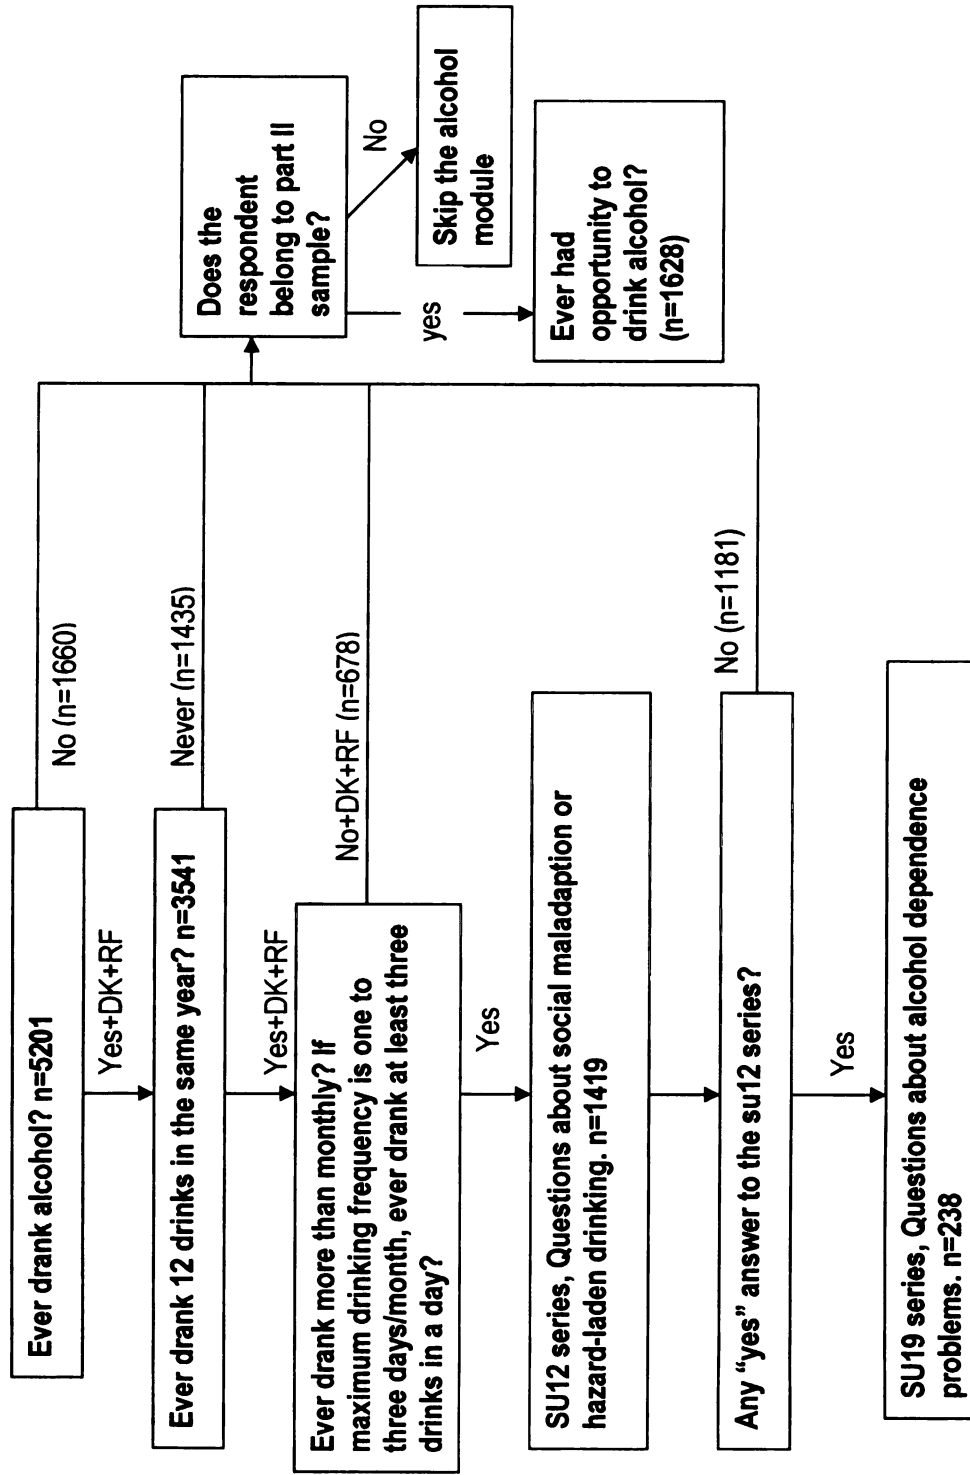 Ever drank alcohol? n=5201
No (n=1660)
Yes+DK+RF
Ever drank 12 drinks in the same year? n=3541
Never (n=1435)
Yes+DK+RF
Ever drank more than monthly? If
maximum drinking frequency is one to
three days/month, ever drank at least three
drinks in a day?
No+DK+RF (n=678)
Yes
SU12 series, Questions about social maladaption or
hazard-laden drinking. n=1419
Any “yes” answer to the su12 series?
No (n=1181)
Yes
SU19 series, Questions about alcohol dependence
problems. n=238
Does the
respondent
belong to part II
sample?
No
Skip the alcohol
module
yes
Ever had
opportunity to
drink alcohol?
(n=1628)